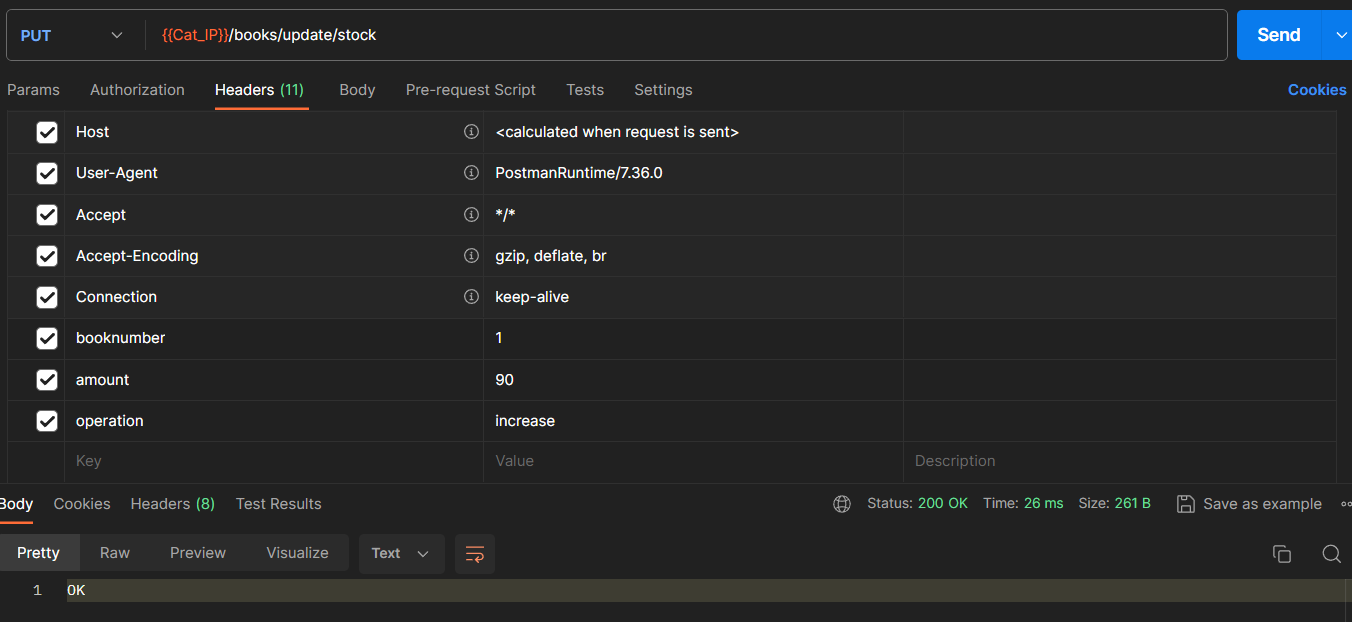 PUT {{Cat_IP}}/books/update/stock Send
Params Authorization Headers (11) Body Pre-request Script Tests Settings Cookies
Host <calculated when request is sent>
User-Agent PostmanRuntime/7.36.0
Accept */*
Accept-Encoding gzip, deflate, br
Connection keep-alive
booknumber 1
amount 90
operation increase
Key Value Description
Body Cookies Headers (8) Test Results Status: 200 OK Time: 26 ms Size: 261 B Save as example
Pretty Raw Preview Visualize Text
1 OK